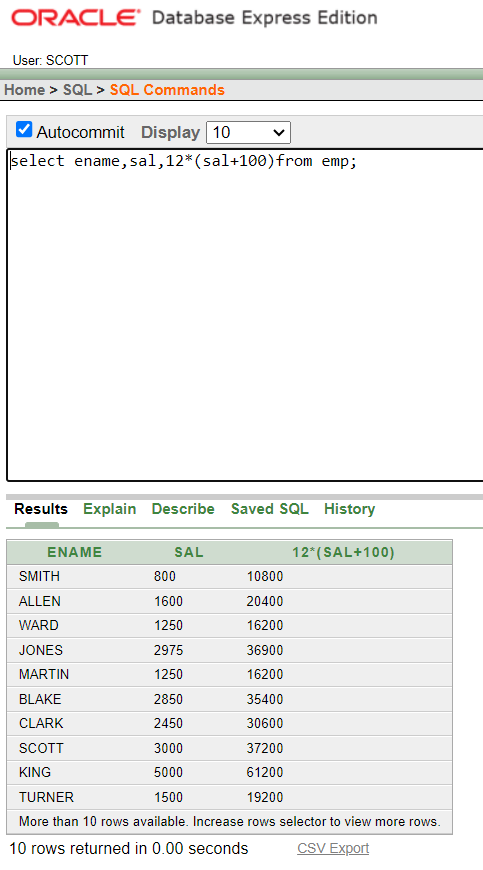 ORACLE® Database Express Edition
User: SCOTT
Home > SQL > SQL Commands
Autocommit Display 10
select ename,sal,12*(sal+100)from emp;
Results Explain Describe Saved SQL History
ENAME SAL 12*(SAL+100)
SMITH 800 10800
ALLEN 1600 20400
WARD 1250 16200
JONES 2975 36900
MARTIN 1250 16200
BLAKE 2850 35400
CLARK 2450 30600
SCOTT 3000 37200
KING 5000 61200
TURNER 1500 19200
More than 10 rows available. Increase rows selector to view more rows.
10 rows returned in 0.00 seconds CSV Export